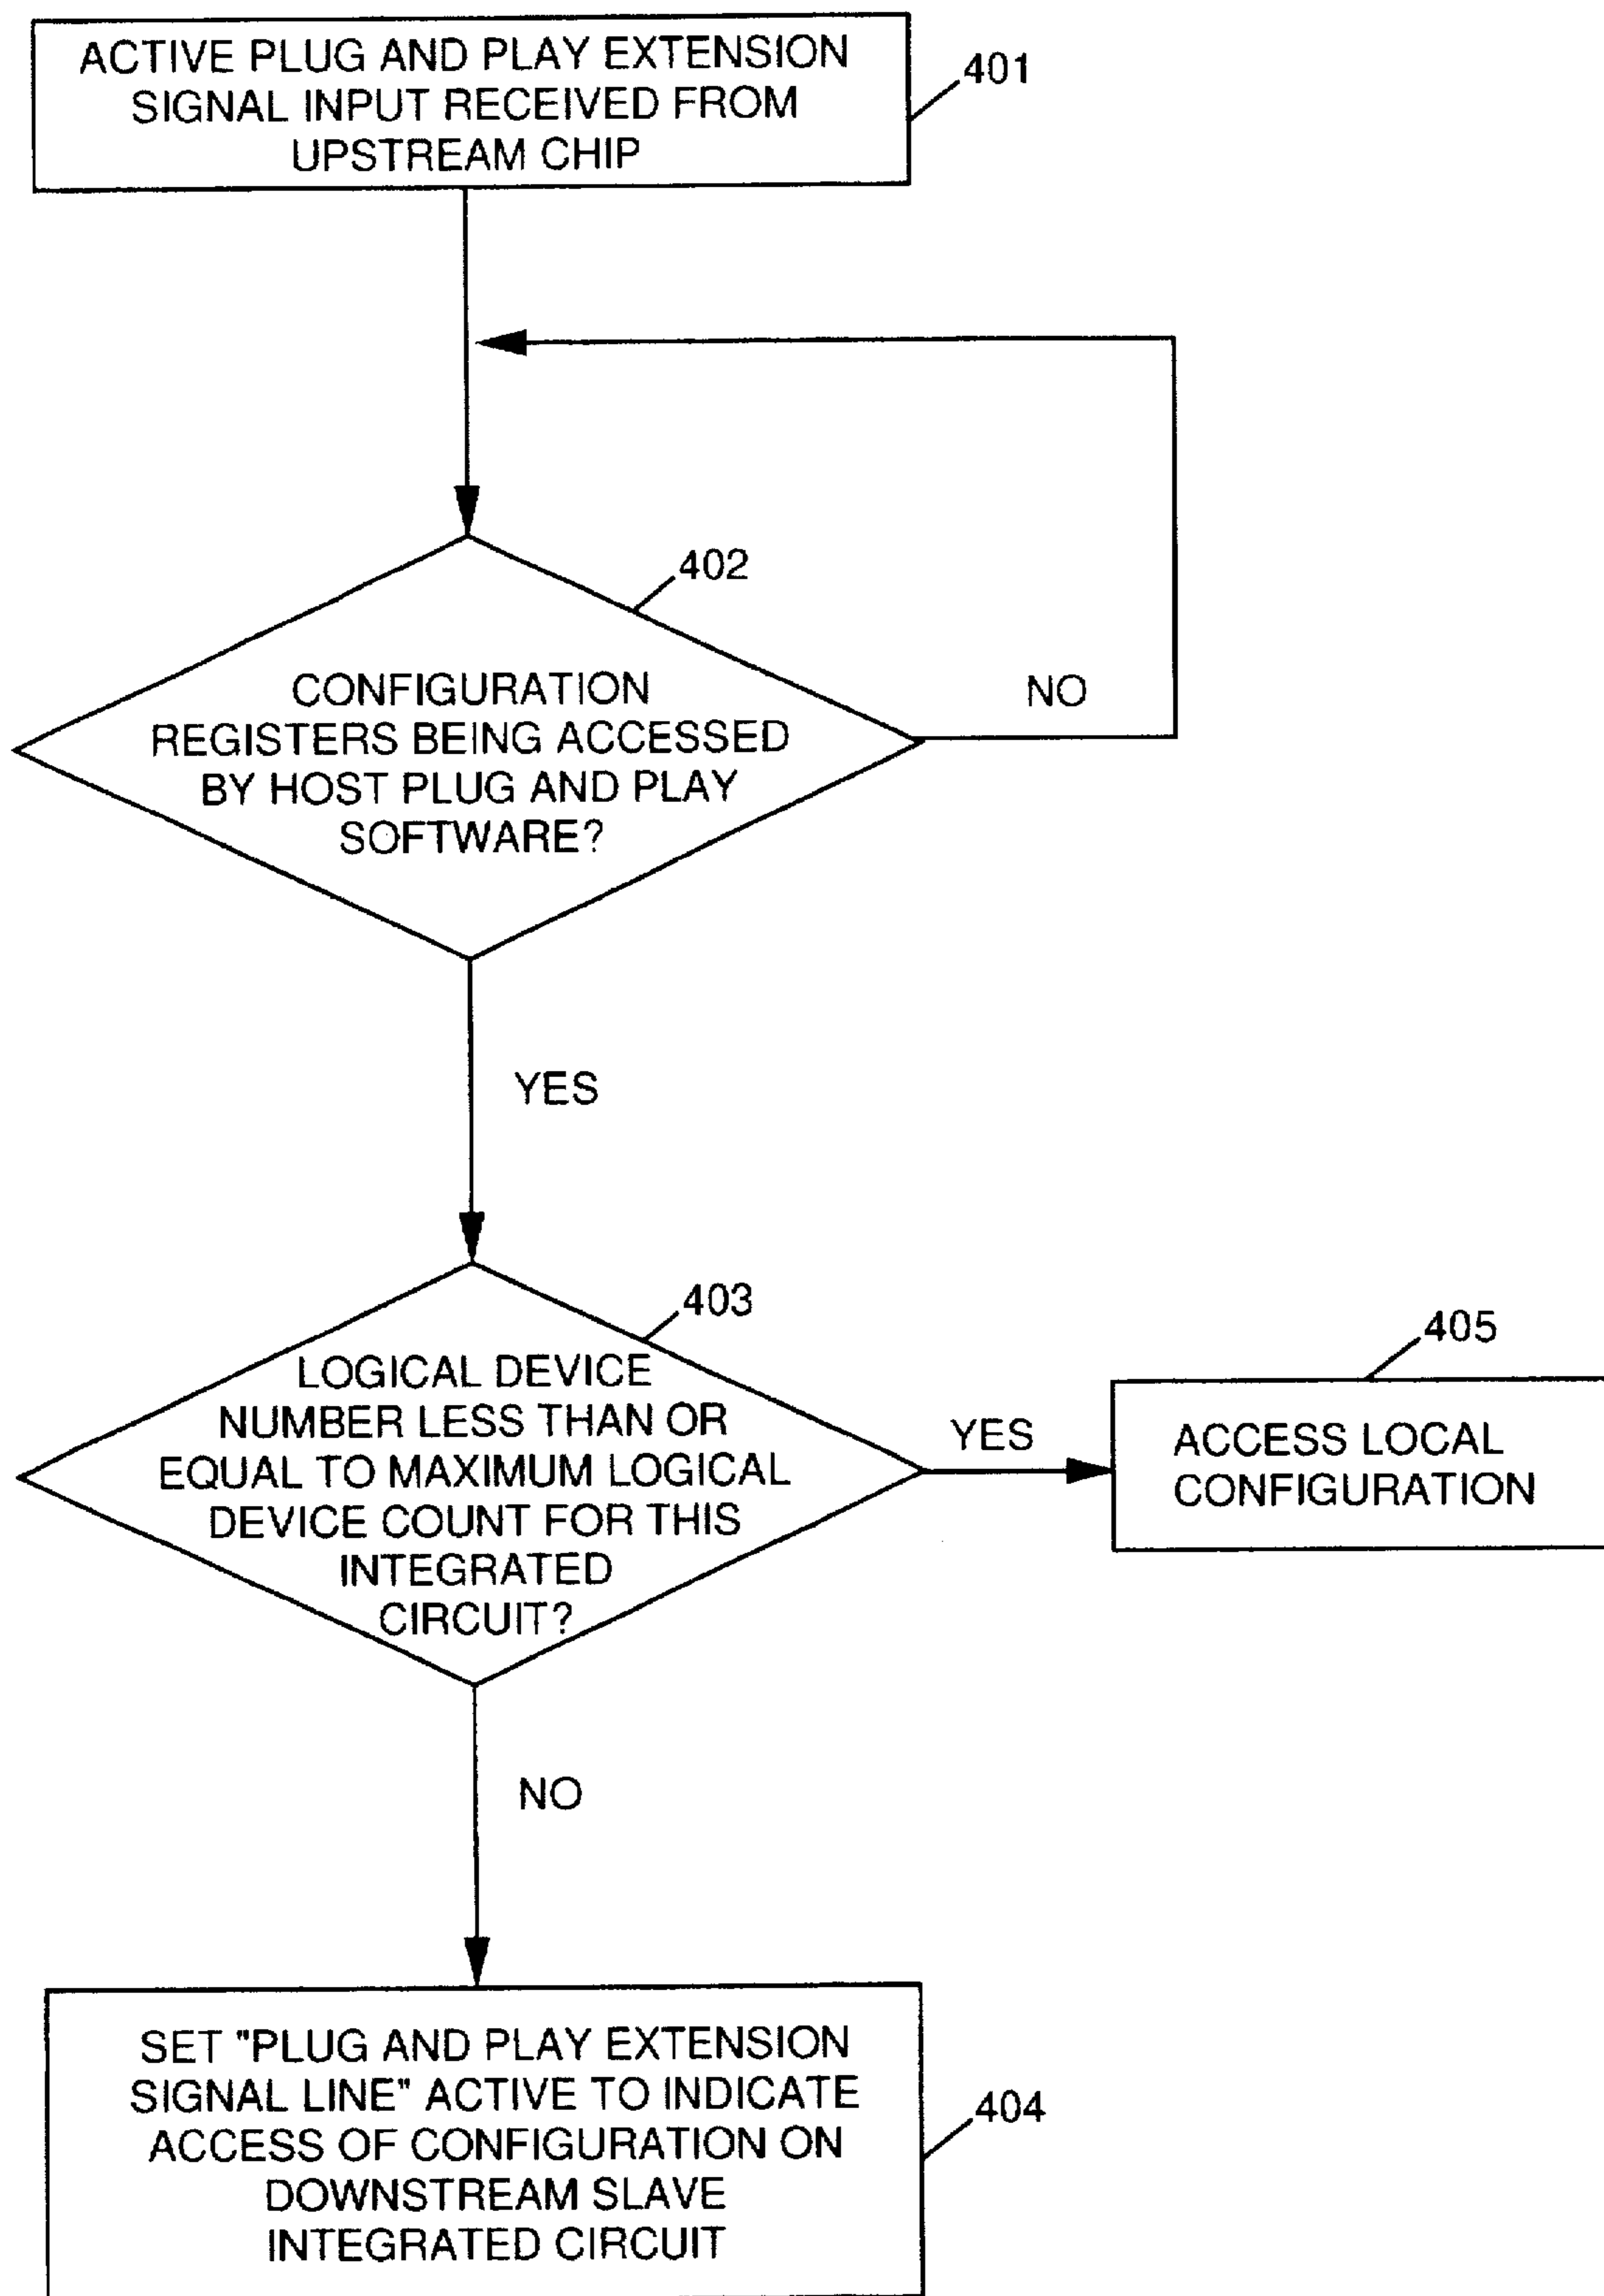 ACTIVE PLUG AND PLAY EXTENSION
SIGNAL INPUT RECEIVED FROM
UPSTREAM CHIP
401
402
CONFIGURATION
REGISTERS BEING ACCESSED
BY HOST PLUG AND PLAY
SOFTWARE?
NO
YES
403
LOGICAL DEVICE
NUMBER LESS THAN OR
EQUAL TO MAXIMUM LOGICAL
DEVICE COUNT FOR THIS
INTEGRATED
CIRCUIT?
YES
405
ACCESS LOCAL
CONFIGURATION
NO
SET "PLUG AND PLAY EXTENSION
SIGNAL LINE" ACTIVE TO INDICATE
ACCESS OF CONFIGURATION ON
DOWNSTREAM SLAVE
INTEGRATED CIRCUIT
404